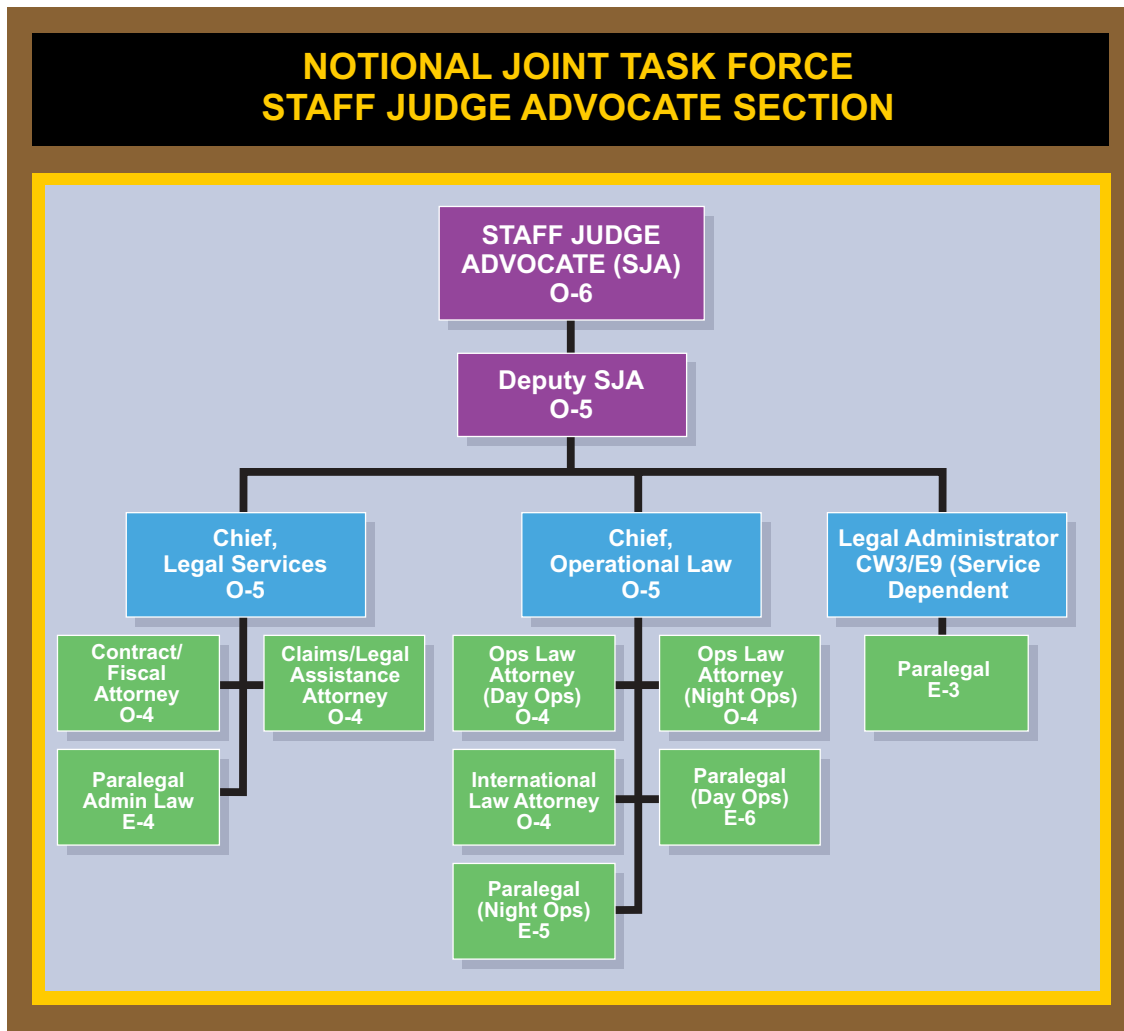 NOTIONAL JOINT TASK FORCE
STAFF JUDGE ADVOCATE SECTION
STAFF JUDGE
ADVOCATE (SJA)
O-6
Deputy SJA
O-5
Chief,
Legal Services
O-5
Chief,
Operational Law
O-5
Legal Administrator
CW3/E9 (Service
Dependent
Contract/
Fiscal
Attorney
O-4
Claims/Legal
Assistance
Attorney
O-4
Paralegal
Admin Law
E-4
Ops Law
Attorney
(Day Ops)
O-4
Ops Law
Attorney
(Night Ops)
O-4
International
Law Attorney
O-4
Paralegal
(Day Ops)
E-6
Paralegal
(Night Ops)
E-5
Paralegal
E-3